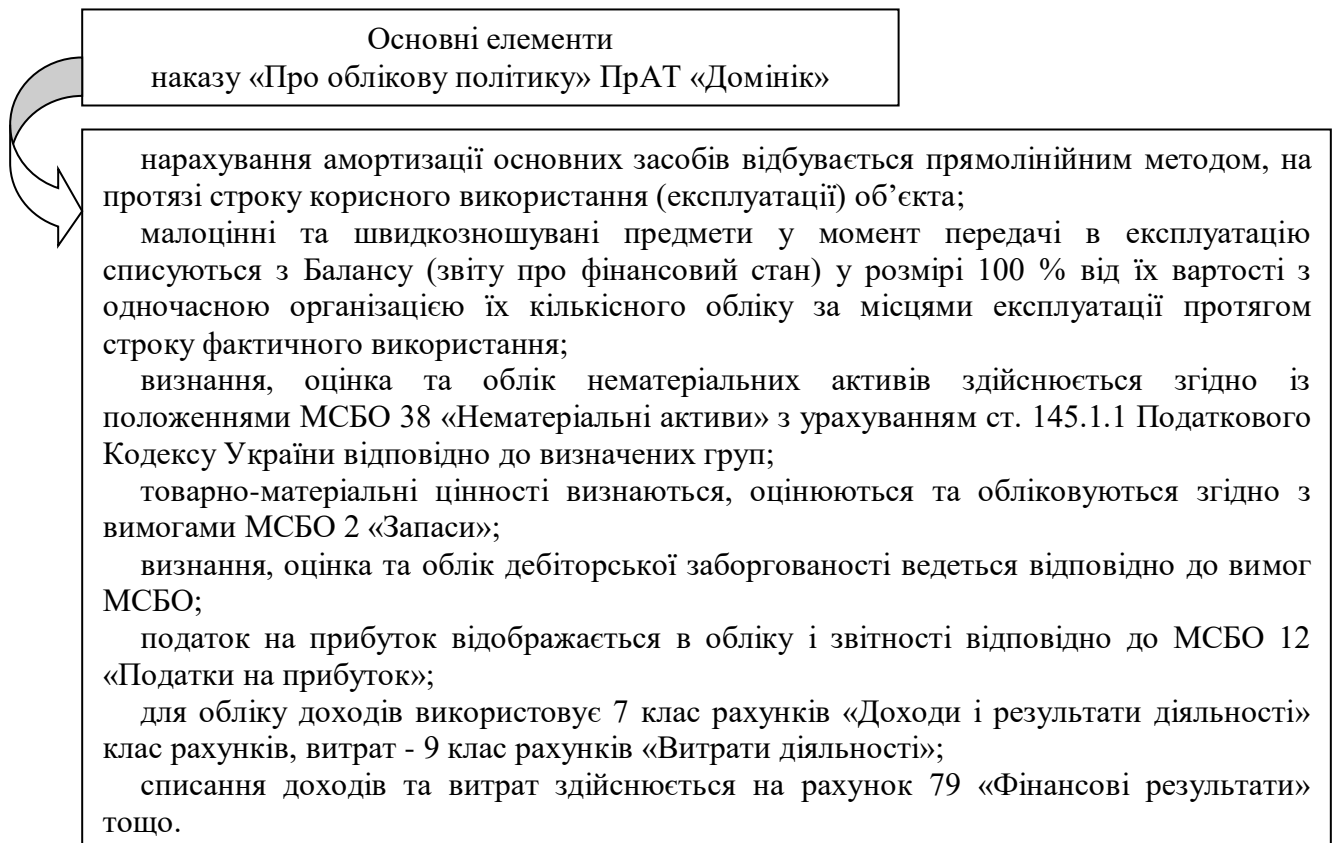 Основні елементи
наказу «Про облікову політику» ПрАТ «Домінік»
нарахування амортизації основних засобів відбувається прямолінійним методом, на
протязі строку корисного використання (експлуатації) об’єкта;
малоцінні та швидкозношувані предмети у момент передачі в експлуатацію
списуються з Балансу (звіту про фінансовий стан) у розмірі 100 % від їх вартості з
одночасною організацією їх кількісного обліку за місцями експлуатації протягом
строку фактичного використання;
визнання, оцінка та облік нематеріальних активів здійснюється згідно із
положеннями МСБО 38 «Нематеріальні активи» з урахуванням ст. 145.1.1 Податкового
Кодексу України відповідно до визначених груп;
товарно-матеріальні цінності визнаються, оцінюються та обліковуються згідно з
вимогами МСБО 2 «Запаси»;
визнання, оцінка та облік дебіторської заборгованості ведеться відповідно до вимог
МСБО;
податок на прибуток відображається в обліку і звітності відповідно до МСБО 12
«Податки на прибуток»;
для обліку доходів використовує 7 клас рахунків «Доходи і результати діяльності»
клас рахунків, витрат - 9 клас рахунків «Витрати діяльності»;
списання доходів та витрат здійснюється на рахунок 79 «Фінансові результати»
тощо.